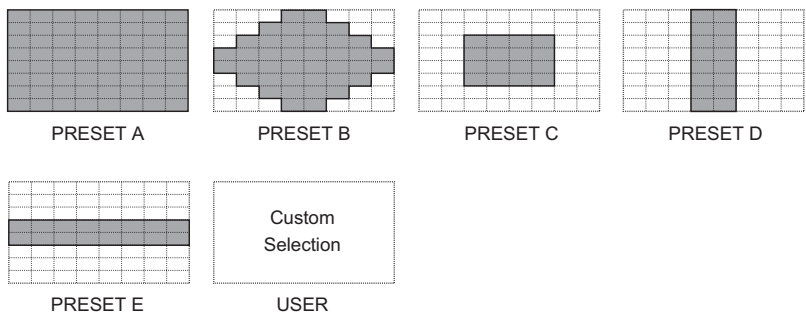 PRESET A
PRESET B
PRESET C
PRESET D
Custom
Selection
PRESET E
USER